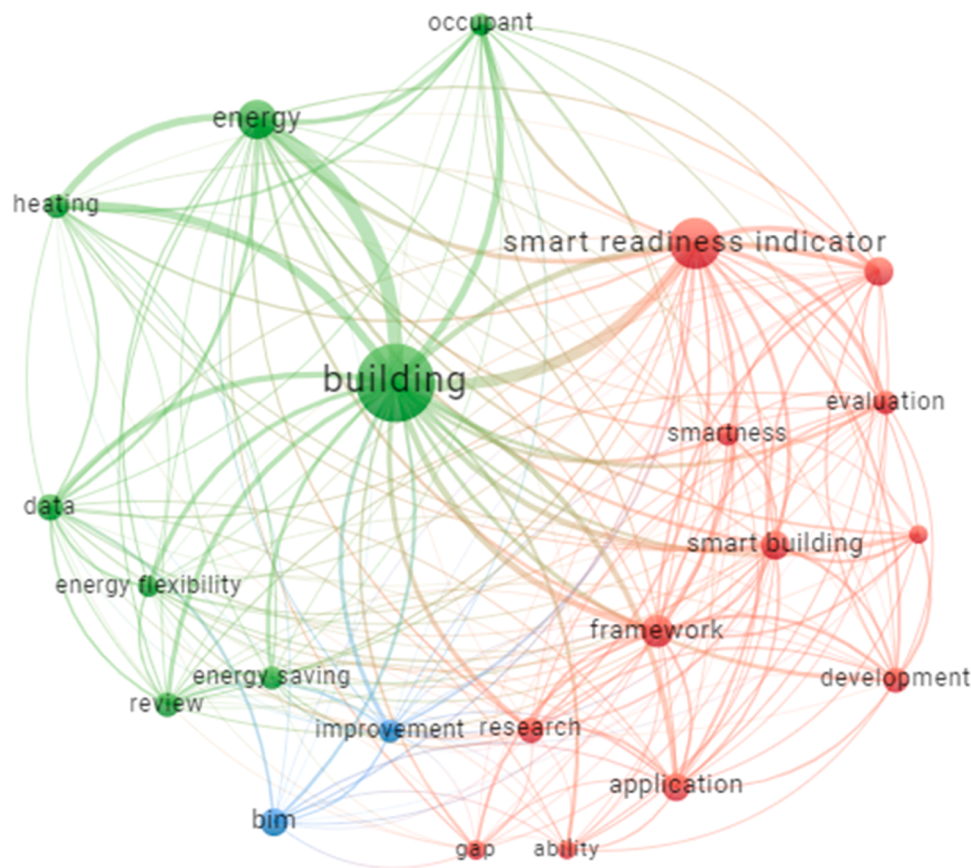 occupant
energy
heating
smart readiness indicator
building
evaluation
smartness
data
smart building
energy flexibility
framework
energy saving
development
review
improvement
research
application
bim
gap
ability